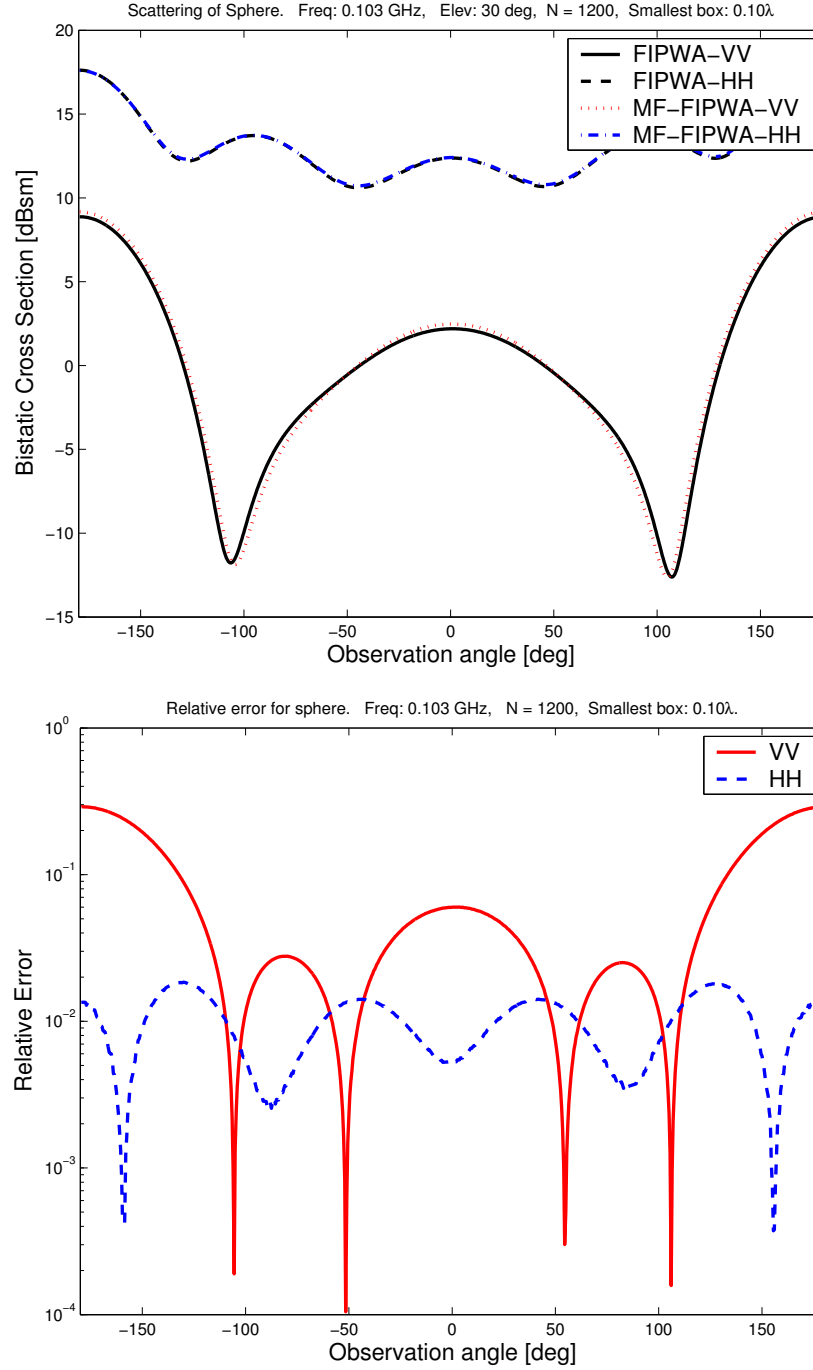 Scattering of Sphere. Freq: 0.103 GHz, Elev: 30 deg, N = 1200, Smallest box: 0.10λ
20
15
10
5
0
−5
−10
−15
Bistatic Cross Section [dBsm]
FIPWA−VV
FIPWA−HH
MF−FIPWA−VV
MF−FIPWA−HH
−150 −100 −50 0 50 100 150
Observation angle [deg]
Relative error for sphere. Freq: 0.103 GHz, N = 1200, Smallest box: 0.10λ.
10⁰
10⁻¹
10⁻²
10⁻³
10⁻⁴
Relative Error
VV
HH
−150 −100 −50 0 50 100 150
Observation angle [deg]